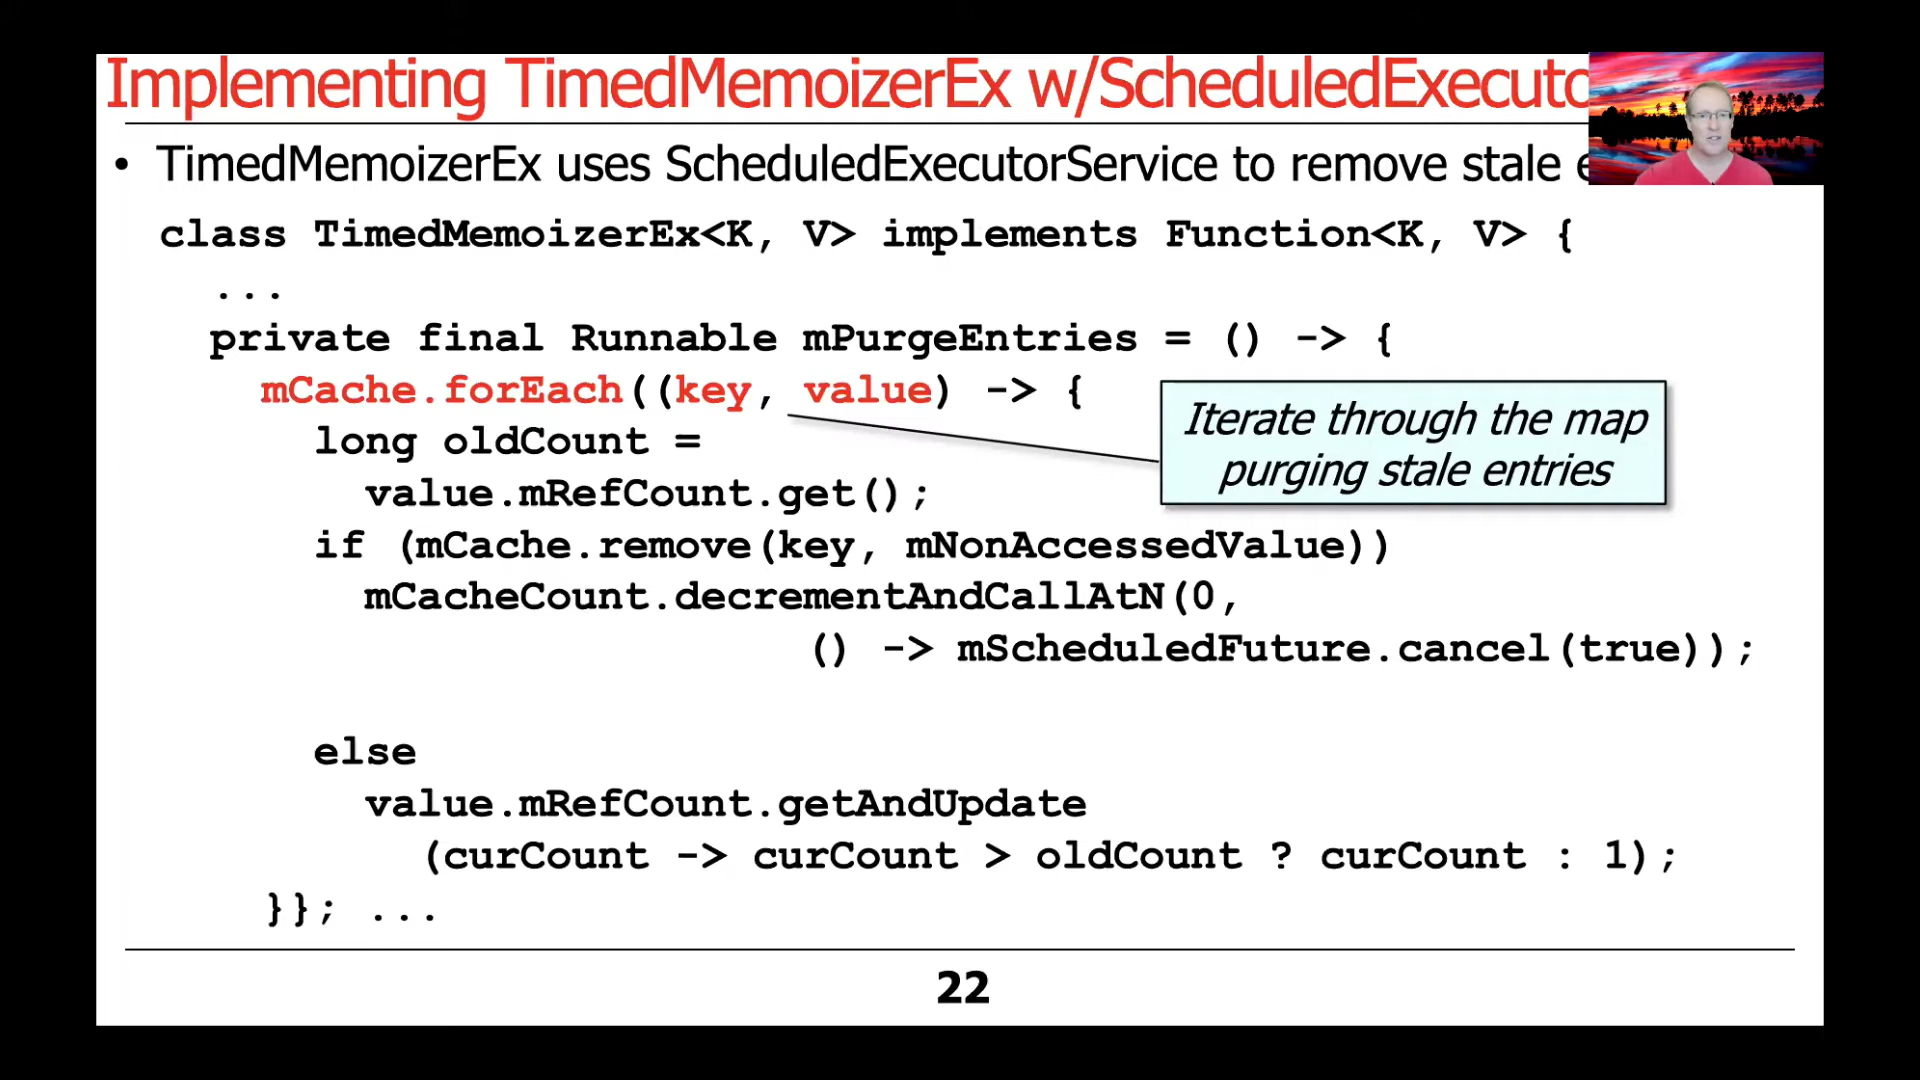 Implementing TimedMemoizerEx w/ScheduledExecuto
• TimedMemoizerEx uses ScheduledExecutorService to remove stale
class TimedMemoizerEx<K, V> implements Function<K, V> {
...
private final Runnable mPurgeEntries = () -> {
mCache.forEach((key, value) -> {
Iterate through the map
purging stale entries
long oldCount =
value.mRefCount.get();
if (mCache.remove(key, mNonAccessedValue))
mCacheCount.decrementAndCallAtN(0,
() -> mScheduledFuture.cancel(true));
else
value.mRefCount.getAndUpdate
(curCount -> curCount > oldCount ? curCount : 1);
}}; ...
22